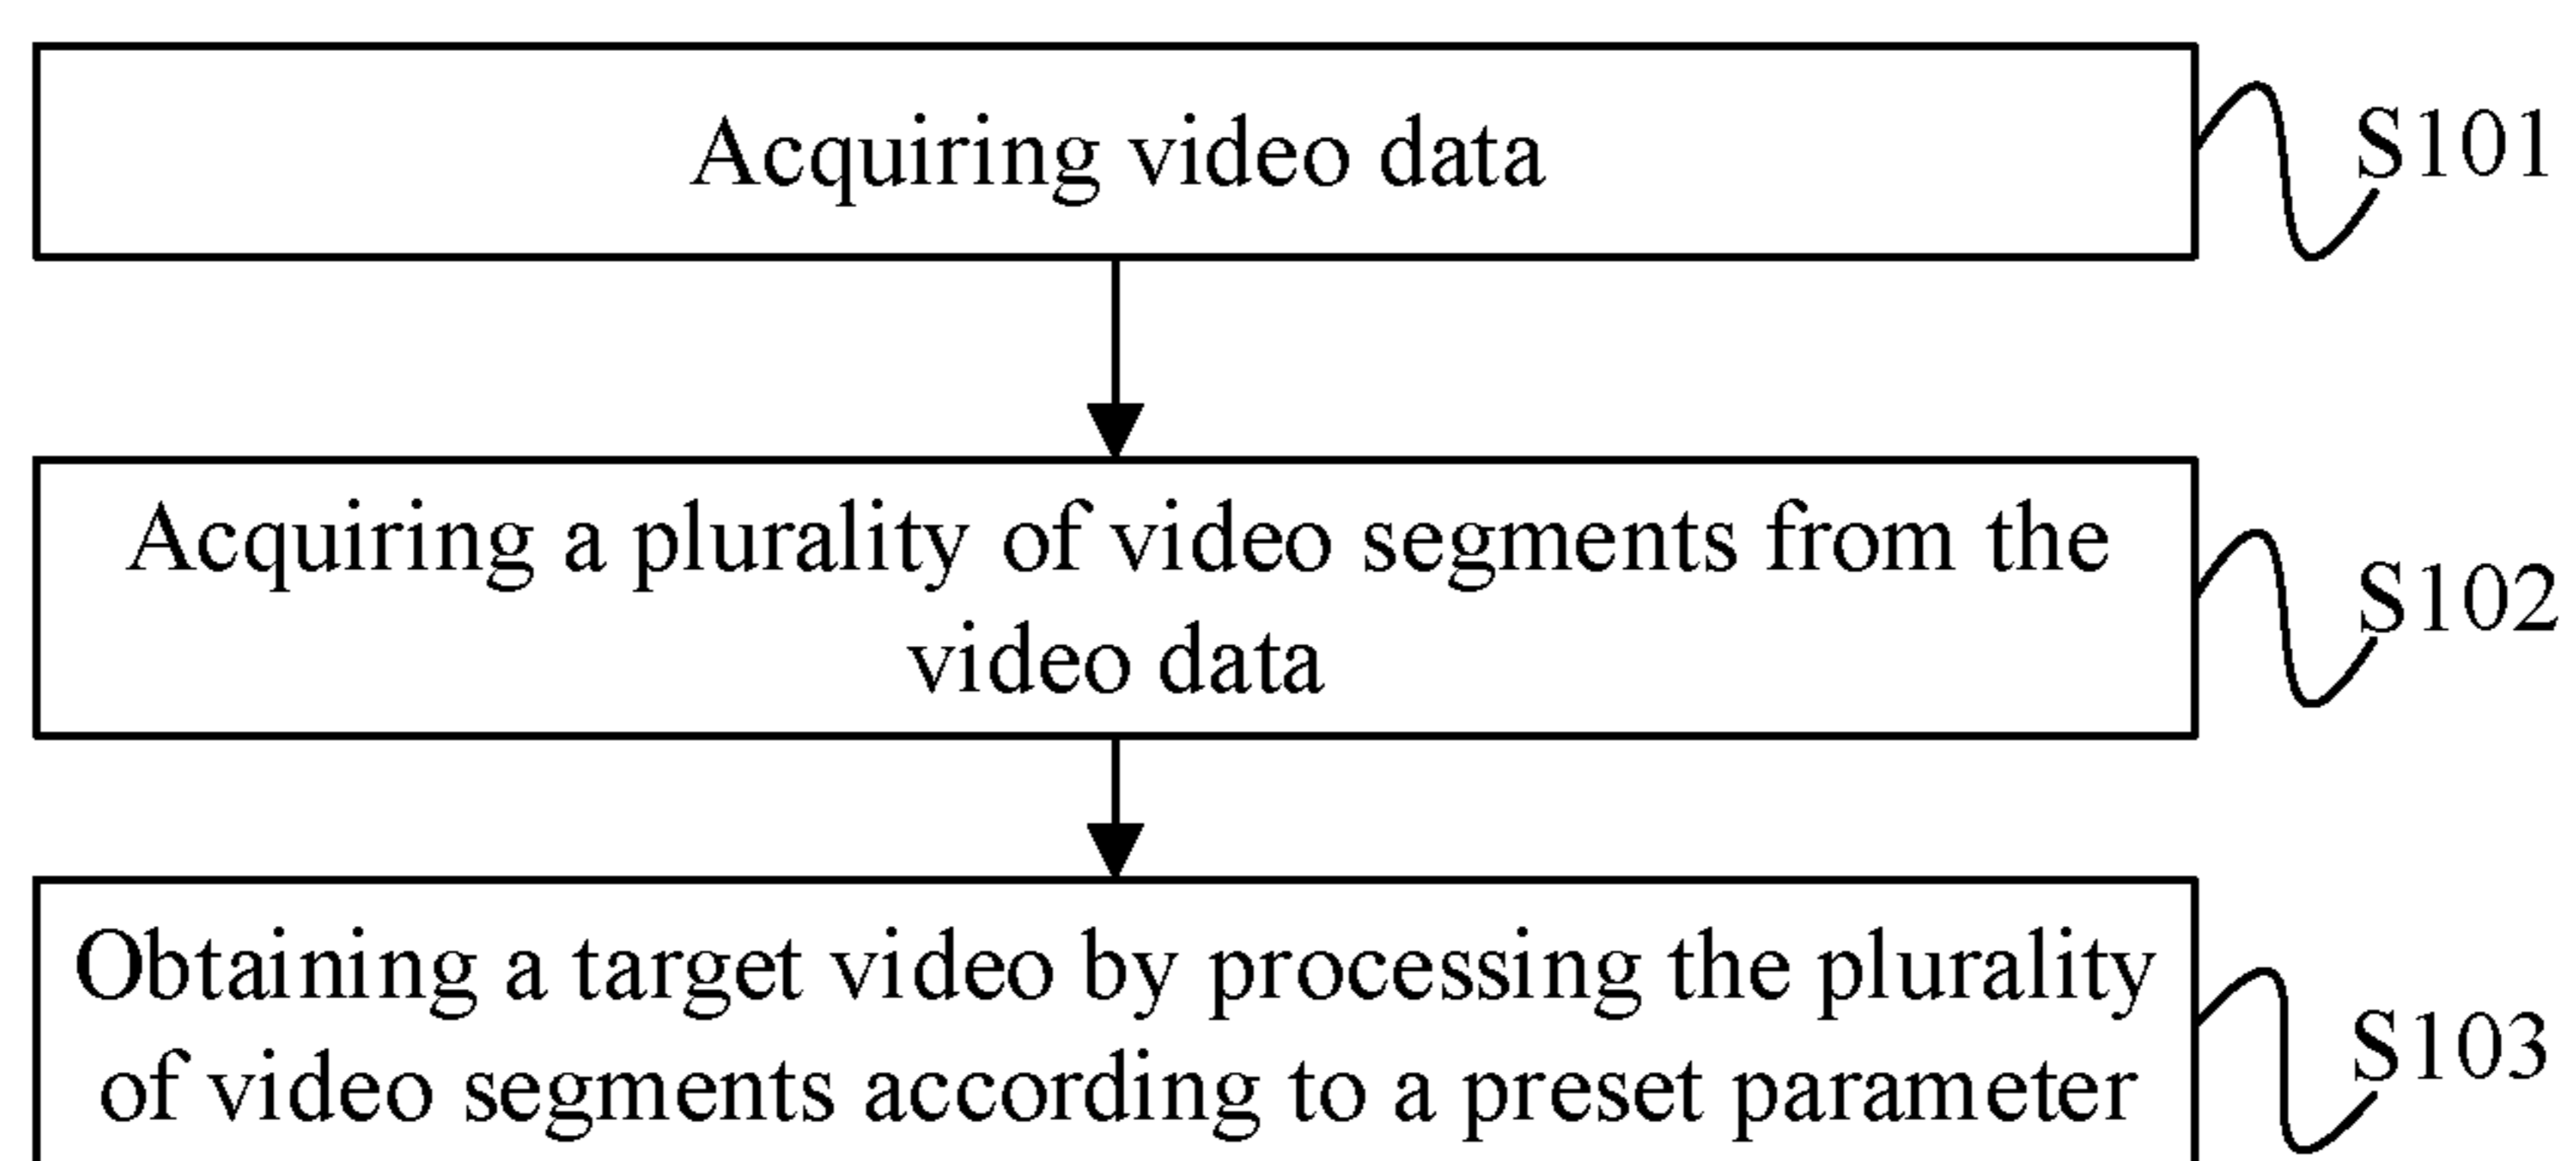 Acquiring video data
S101
Acquiring a plurality of video segments from the
video data
S102
Obtaining a target video by processing the plurality
of video segments according to a preset parameter
S103